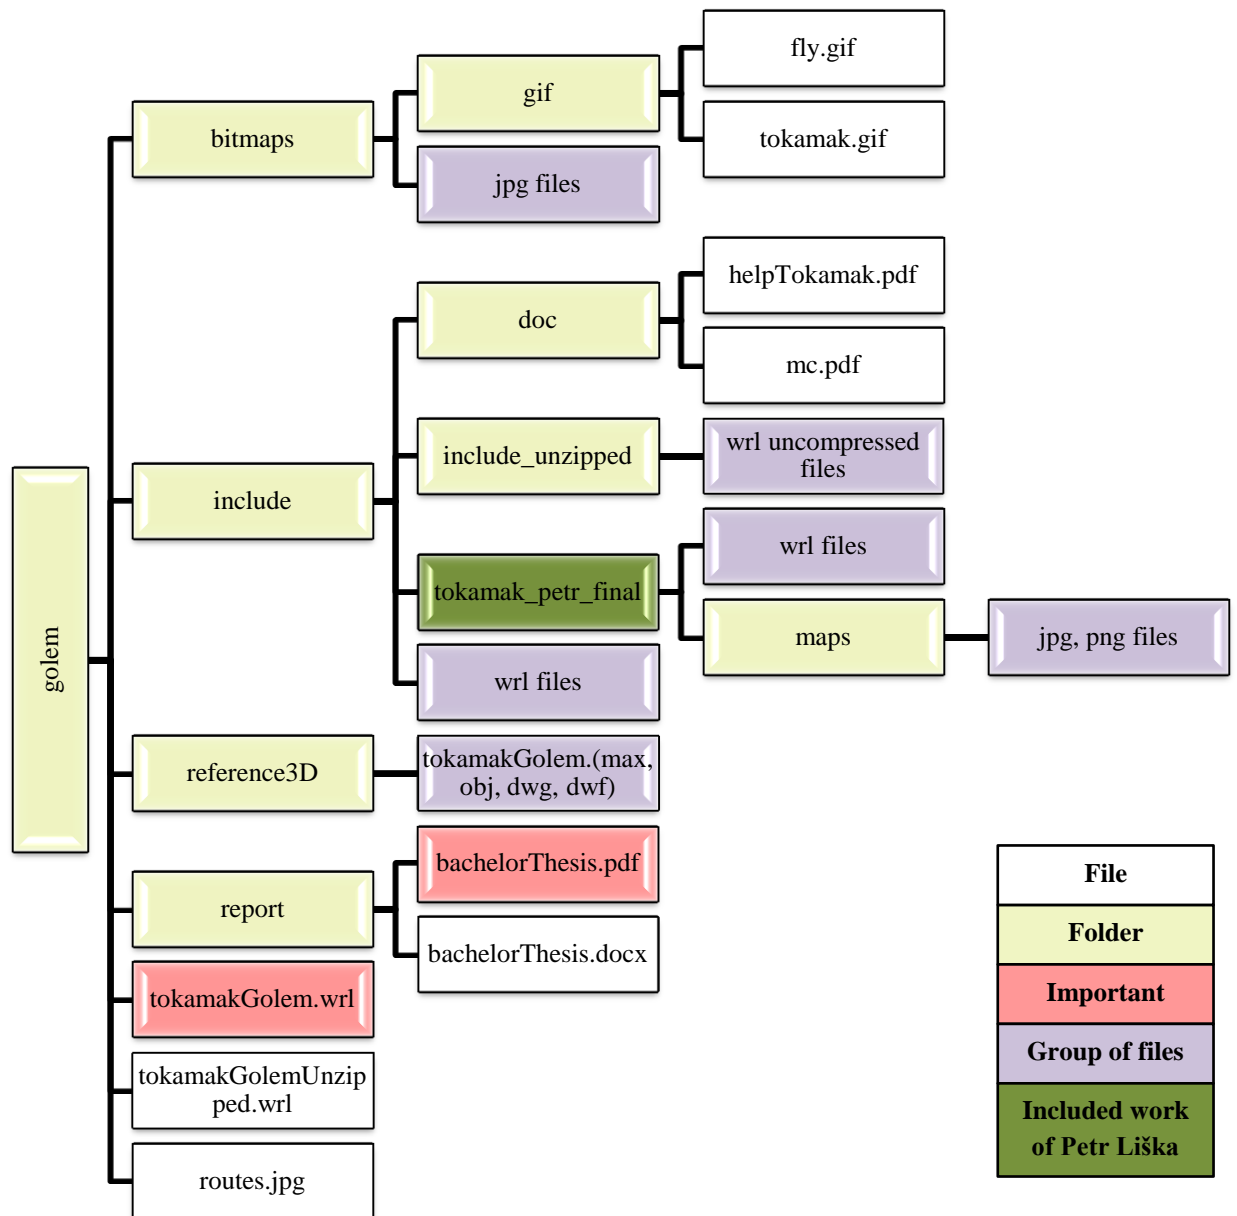 golem
bitmaps
gif
fly.gif
tokamak.gif
jpg files
include
doc
helpTokamak.pdf
mc.pdf
include_unzipped
wrl uncompressed
files
tokamak_petr_final
wrl files
maps
jpg, png files
wrl files
reference3D
tokamakGolem.(max,
obj, dwg, dwf)
report
bachelorThesis.pdf
bachelorThesis.docx
tokamakGolem.wrl
tokamakGolemUnzip
ped.wrl
routes.jpg
File
Folder
Important
Group of files
Included work
of Petr Liška